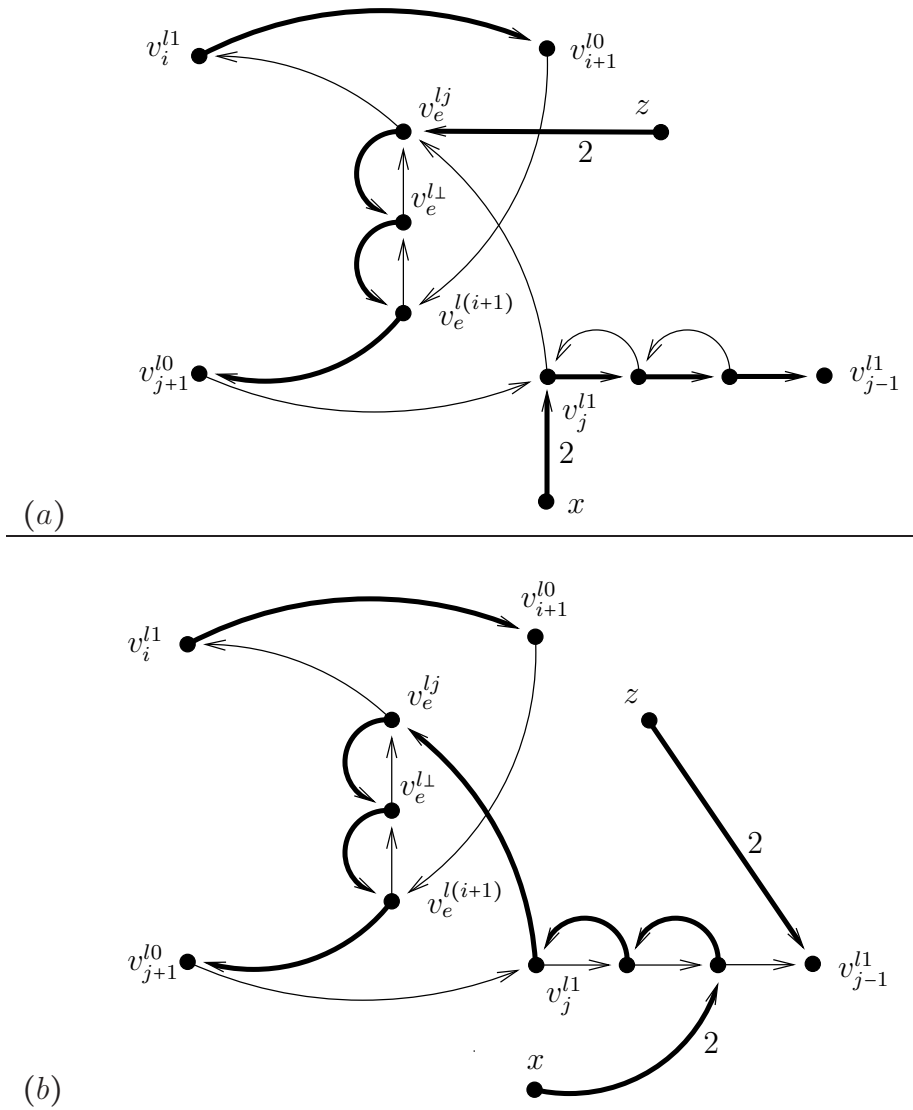 v_i^{l1}
v_{i+1}^{l0}
v_e^{lj}
z
2
v_e^{l⊥}
v_e^{l(i+1)}
v_{j+1}^{l0}
v_j^{l1}
v_{j-1}^{l1}
2
x
(a)
v_{i+1}^{l0}
v_i^{l1}
v_e^{lj}
z
v_e^{l⊥}
2
v_e^{l(i+1)}
v_{j+1}^{l0}
v_j^{l1}
v_{j-1}^{l1}
2
x
(b)